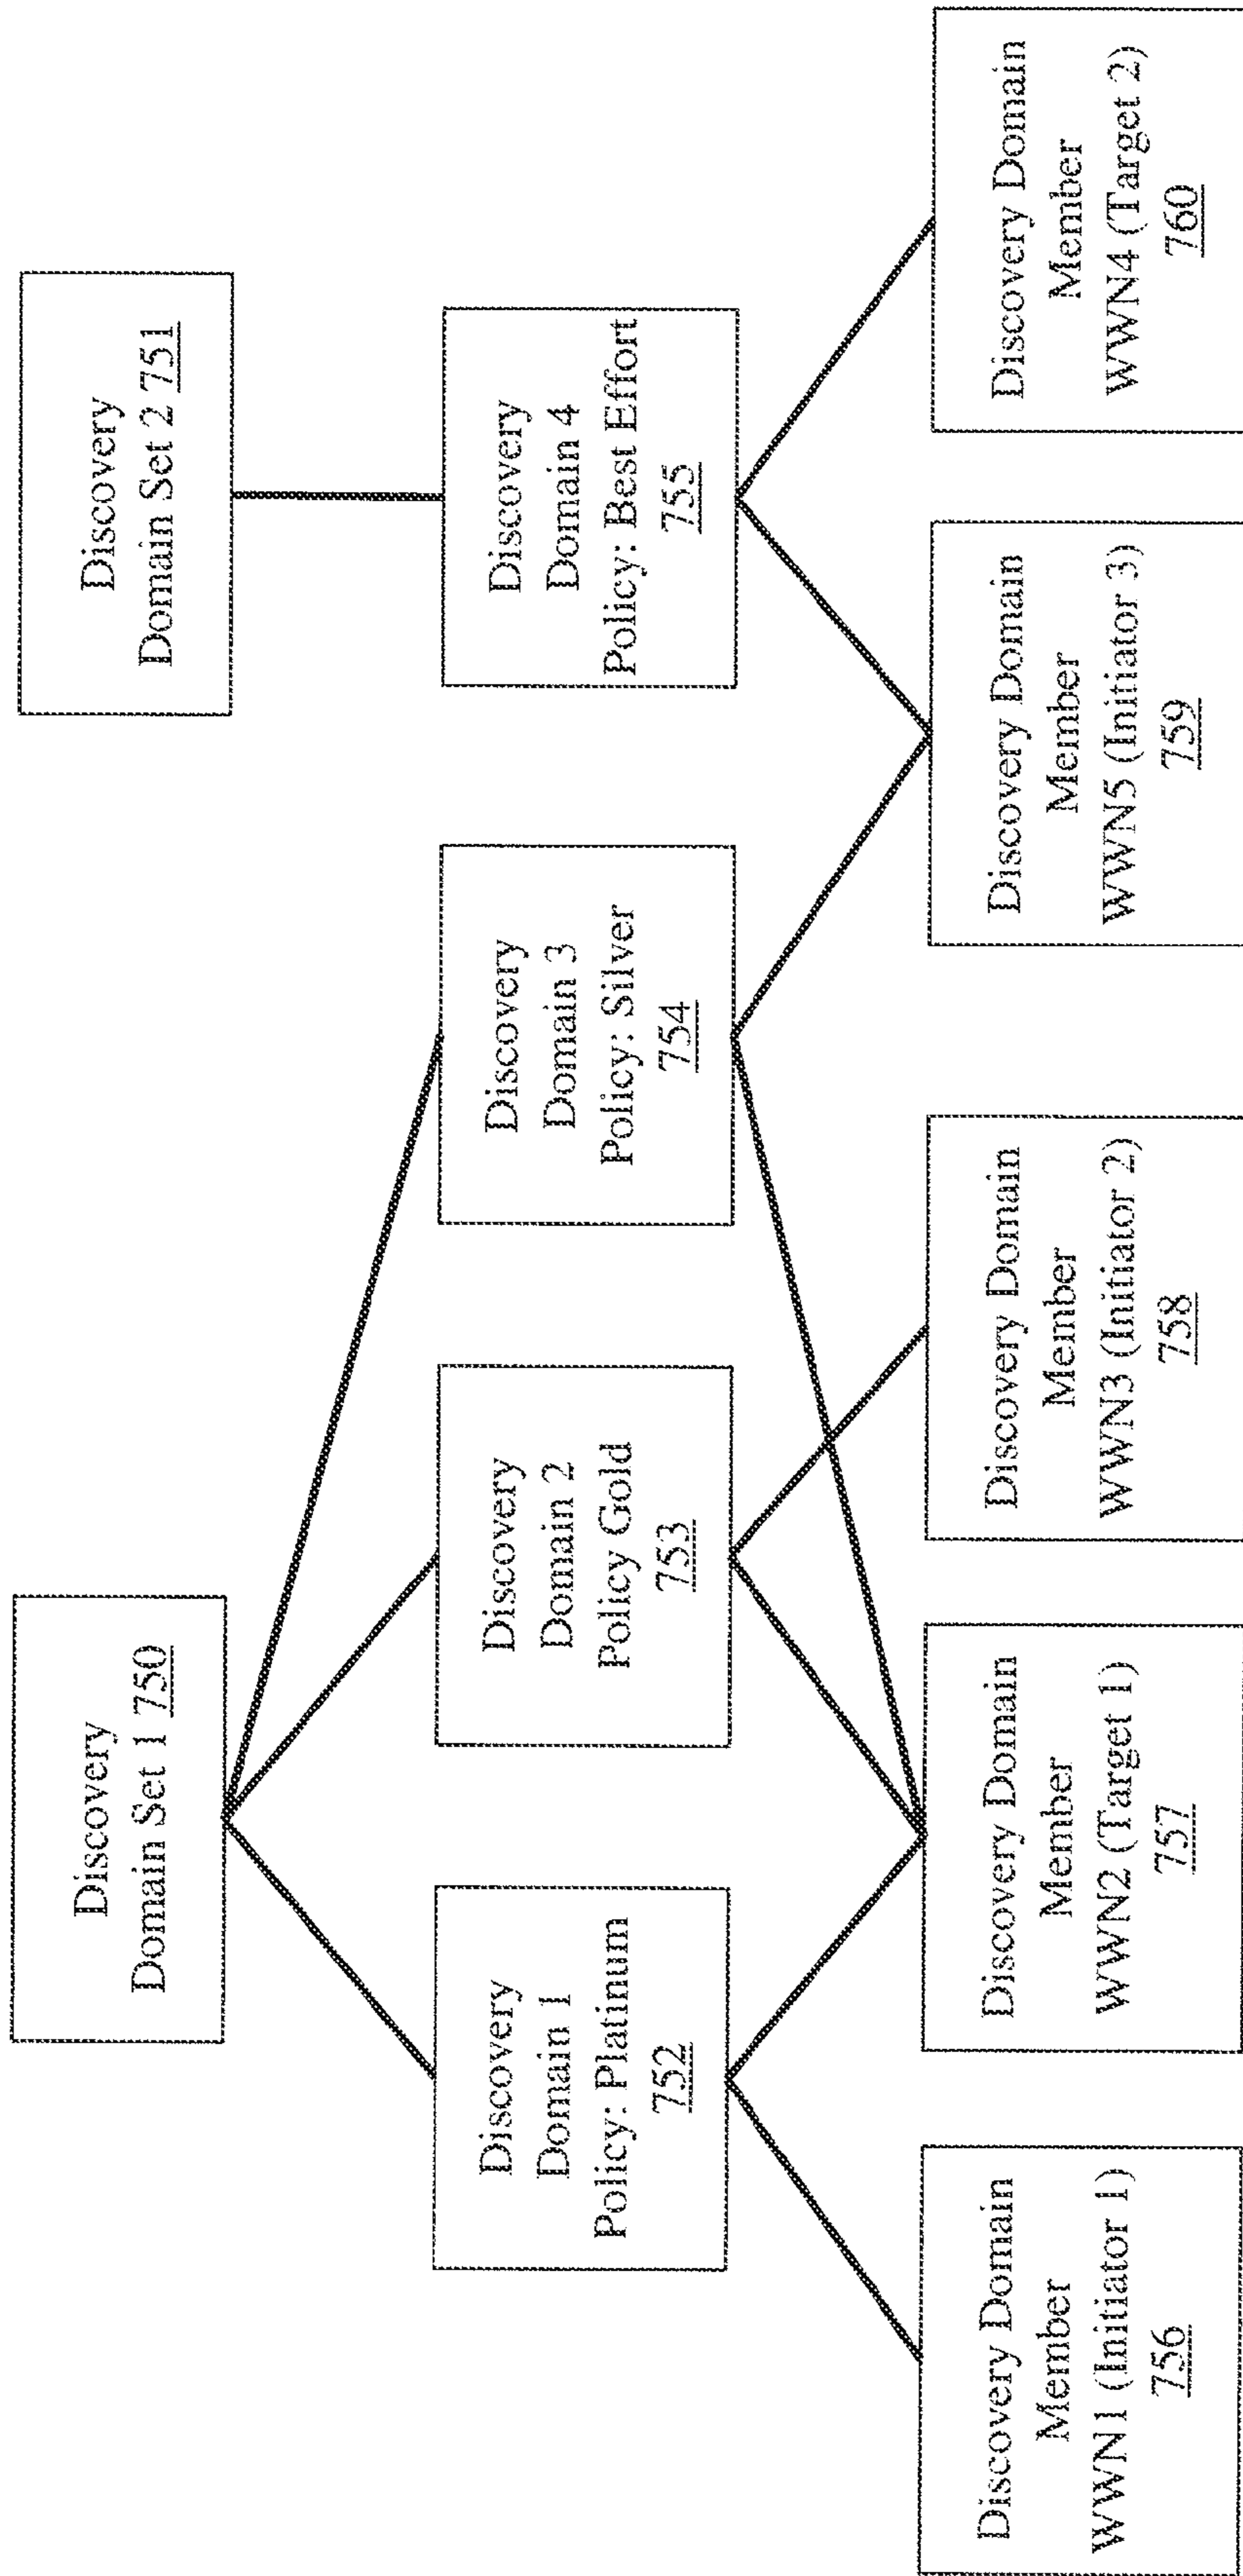 Discovery
Domain Set 1 750
Discovery
Domain Set 2 751
Discovery
Domain 1
Policy: Platinum
752
Discovery
Domain 2
Policy Gold
753
Discovery
Domain 3
Policy: Silver
754
Discovery
Domain 4
Policy: Best Effort
755
Discovery Domain
Member
WWN1 (Initiator 1)
756
Discovery Domain
Member
WWN2 (Target 1)
757
Discovery Domain
Member
WWN3 (Initiator 2)
758
Discovery Domain
Member
WWN5 (Initiator 3)
759
Discovery Domain
Member
WWN4 (Target 2)
760